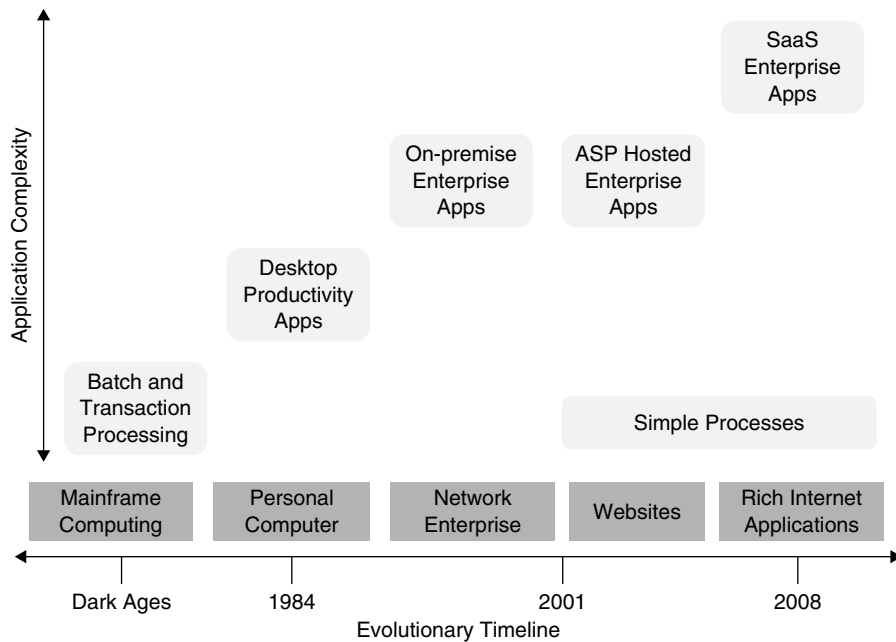 SaaS
Enterprise
Apps
On-premise
Enterprise
Apps
ASP Hosted
Enterprise
Apps
Application Complexity
Desktop
Productivity
Apps
Batch and
Transaction
Processing
Simple Processes
Mainframe
Computing
Personal
Computer
Network
Enterprise
Websites
Rich Internet
Applications
Dark Ages
1984
2001
2008
Evolutionary Timeline